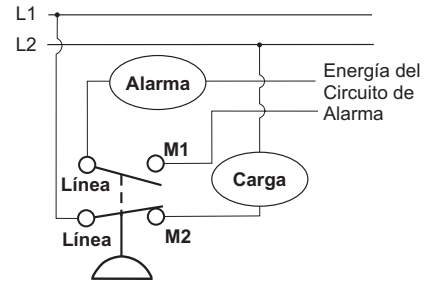 L1
L2
Alarma
Energía del
Circuito de
Alarma
M1
Línea
Carga
Línea
M2